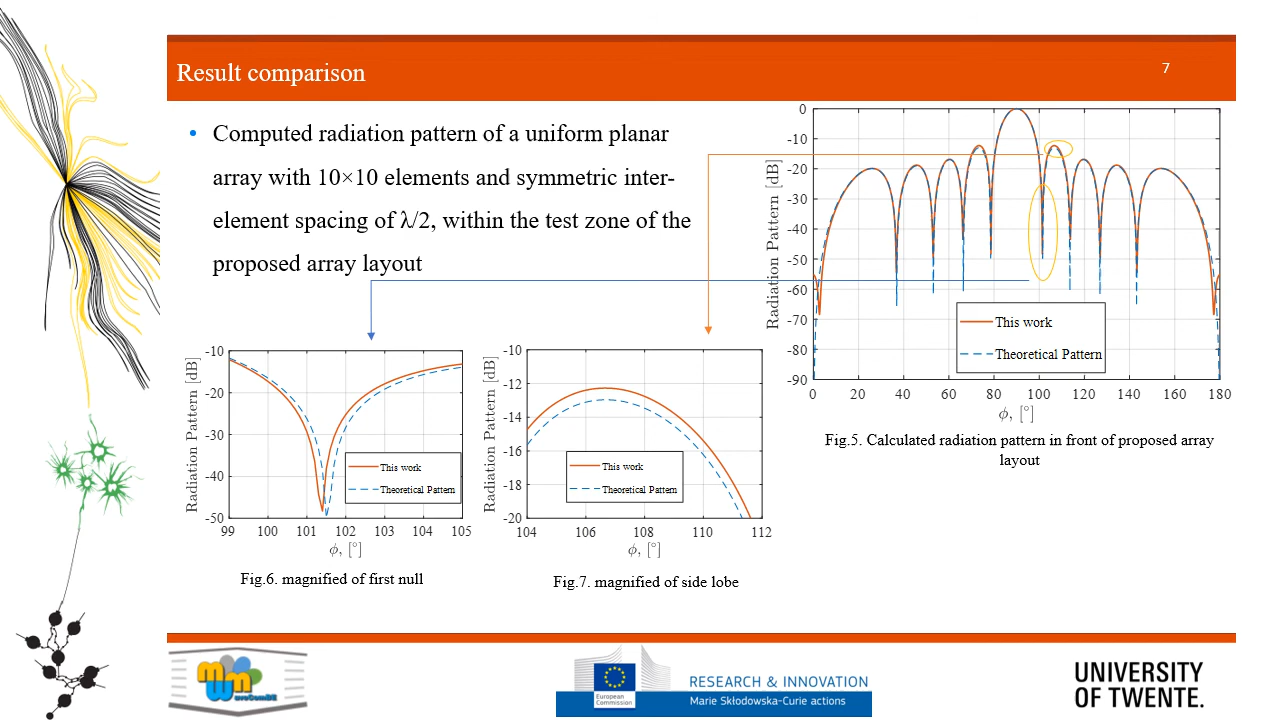 Result comparison
7
• Computed radiation pattern of a uniform planar
array with 10×10 elements and symmetric inter-
element spacing of λ/2, within the test zone of the
proposed array layout
0
-10
-20
-30
-40
-50
-60
-70
-80
-90
Radiation Pattern [dB]
This work
Theoretical Pattern
0 20 40 60 80 100 120 140 160 180
ϕ, [°]
Fig.5. Calculated radiation pattern in front of proposed array
layout
-10
-20
-30
-40
-50
Radiation Pattern [dB]
This work
Theoretical Pattern
99 100 101 102 103 104 105
ϕ, [°]
Fig.6. magnified of first null
-10
-12
-14
-16
-18
-20
Radiation Pattern [dB]
This work
Theoretical Pattern
104 106 108 110 112
ϕ, [°]
Fig.7. magnified of side lobe
European
Commission
RESEARCH & INNOVATION
Marie Skłodowska-Curie actions
UNIVERSITY
OF TWENTE.